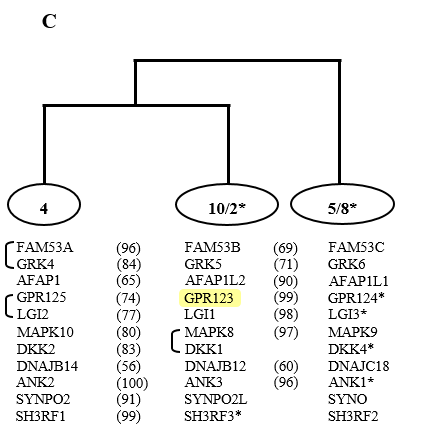 C
4 10/2* 5/8*
FAM53A (96) FAM53B (69) FAM53C
GRK4 (84) GRK5 (71) GRK6
AFAP1 (65) AFAP1L2 (90) AFAP1L1
GPR125 (74) GPR123 (99) GPR124*
LGI2 (77) LGI1 (98) LGI3*
MAPK10 (80) MAPK8 (97) MAPK9
DKK2 (83) DKK1 DKK4*
DNAJB14 (56) DNAJB12 (60) DNAJC18
ANK2 (100) ANK3 (96) ANK1*
SYNPO2 (91) SYNPO2L SYNO
SH3RF1 (99) SH3RF3* SH3RF2